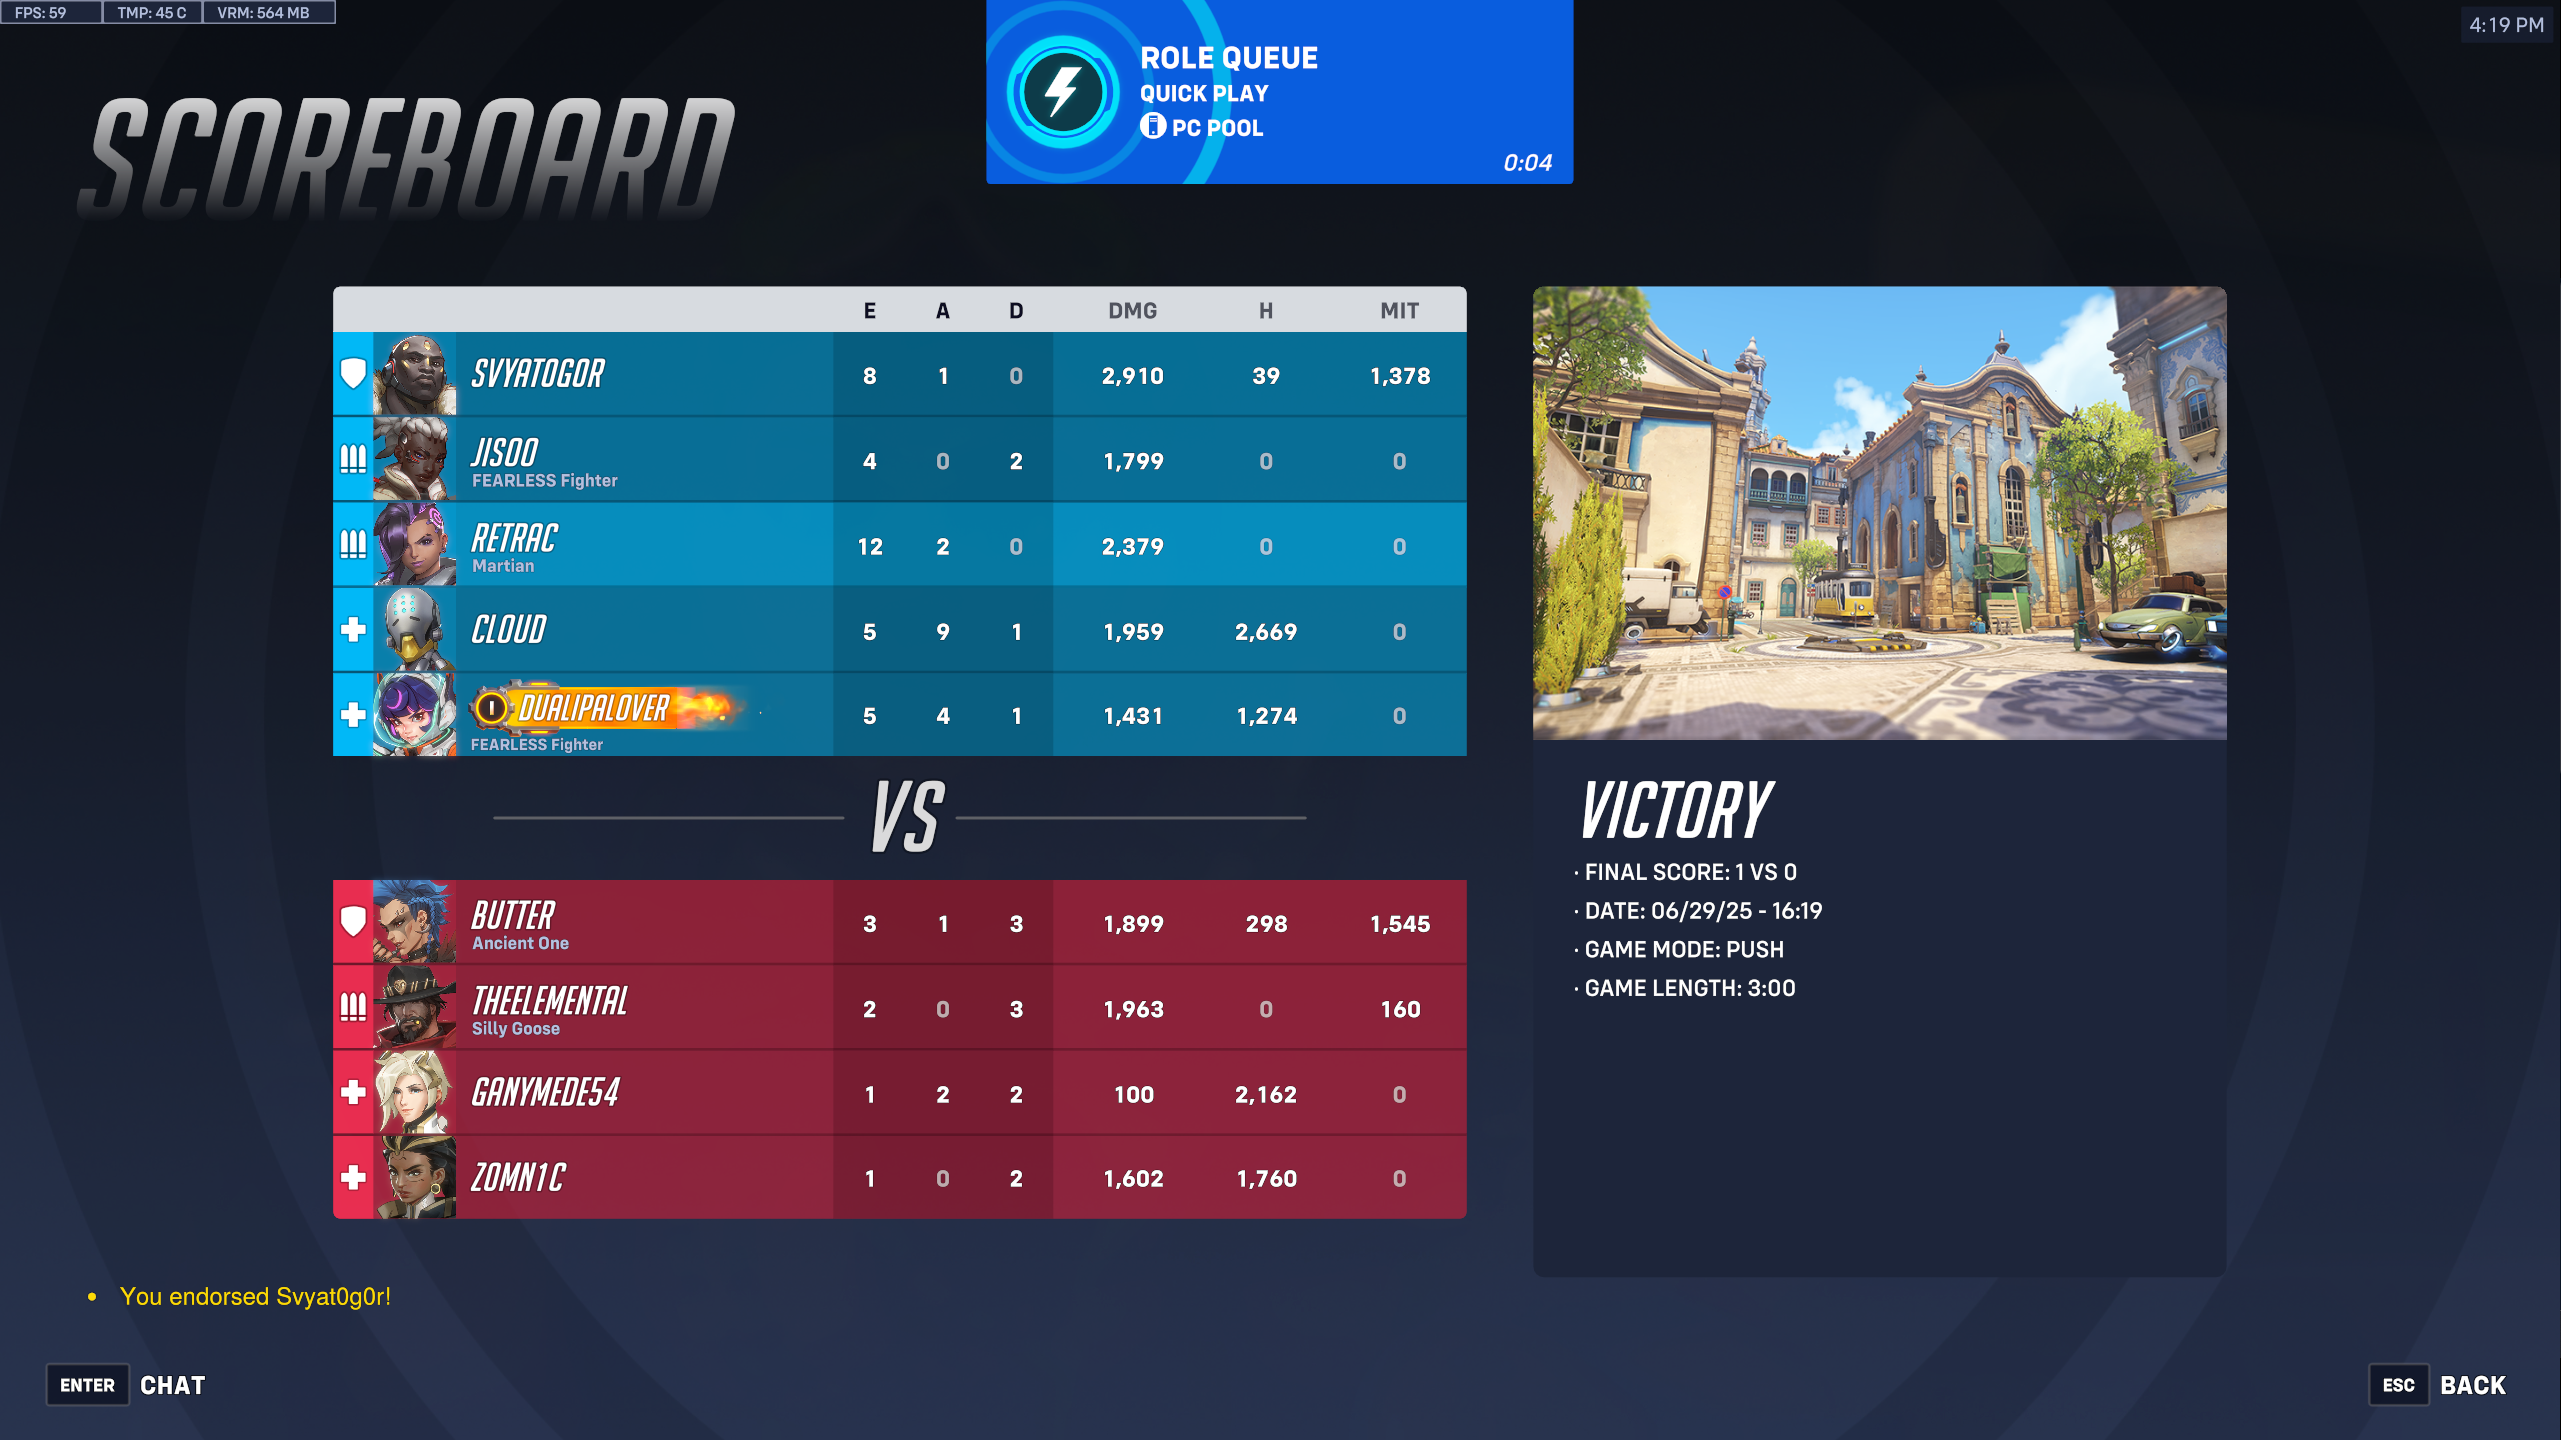 FPS: 59 TMP: 45 C VRM: 564 MB
4:19 PM
ROLE QUEUE
QUICK PLAY
PC POOL
0:04
SCOREBOARD
E A D DMG H MIT
SVYATOGOR 8 1 0 2,910 39 1,378
JISOO 4 0 2 1,799 0 0
FEARLESS Fighter
RETRAC 12 2 0 2,379 0 0
Martian
CLOUD 5 9 1 1,959 2,669 0
DUALIPALOVER 5 4 1 1,431 1,274 0
FEARLESS Fighter
VS
BUTTER 3 1 3 1,899 298 1,545
Ancient One
THEELEMENTAL 2 0 3 1,963 0 160
Silly Goose
GANYMEDE54 1 2 2 100 2,162 0
ZOMN1C 1 0 2 1,602 1,760 0
VICTORY
· FINAL SCORE: 1 VS 0
· DATE: 06/29/25 - 16:19
· GAME MODE: PUSH
· GAME LENGTH: 3:00
• You endorsed Svyat0g0r!
ENTER CHAT
ESC BACK